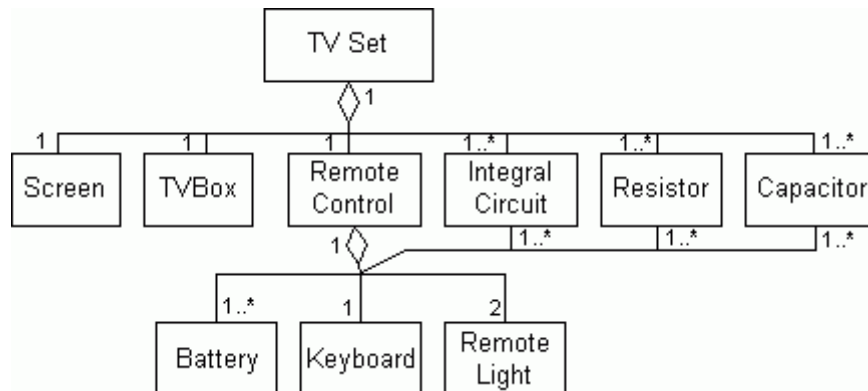 TV Set
1
1 1 1 1..* 1..* 1..*
Screen
TVBox
Remote
Control
Integral
Circuit
Resistor
Capacitor
1 1..* 1..* 1..*
1..* 1 2
Battery
Keyboard
Remote
Light